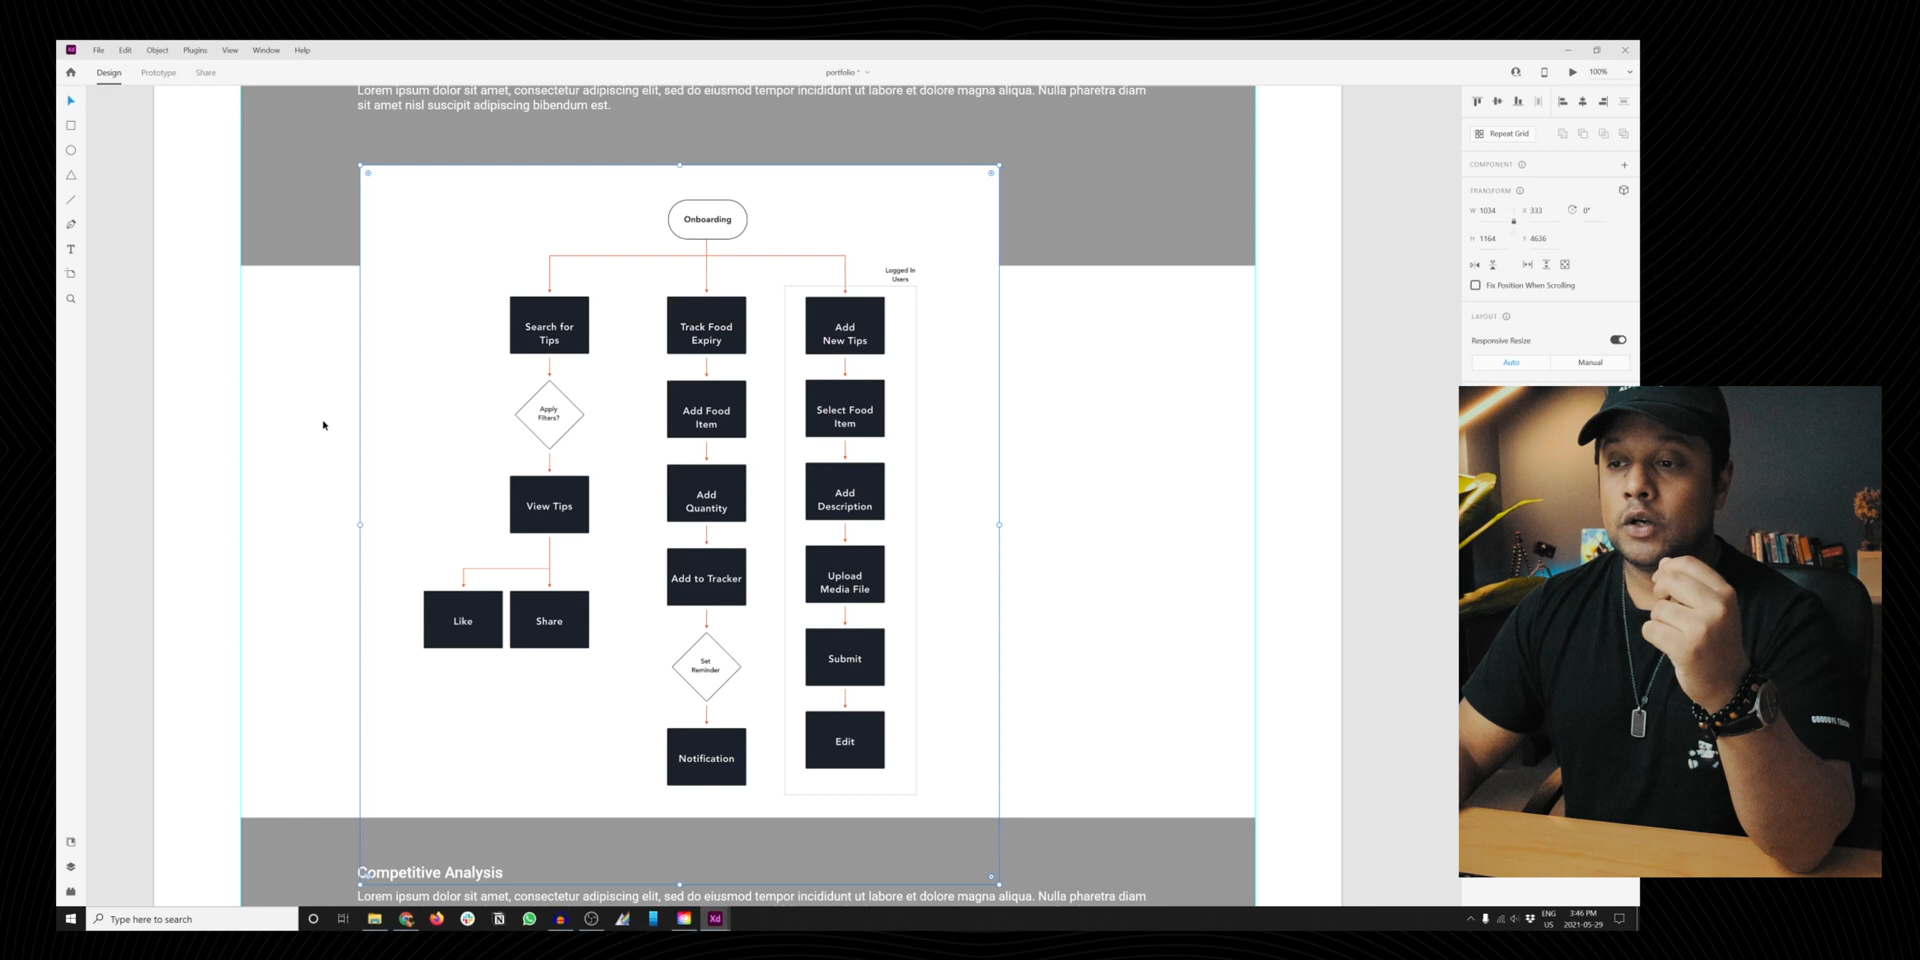 File Edit Object Plugins View Window Help
Design Prototype Share
portfolio *
100%
Lorem ipsum dolor sit amet, consectetur adipiscing elit, sed do eiusmod tempor incididunt ut labore et dolore magna aliqua. Nulla pharetra diam
sit amet nisl suscipit adipiscing bibendum est.
Onboarding
Logged In
Users
Search for
Tips
Apply
Filters?
View Tips
Like
Share
Track Food
Expiry
Add Food
Item
Add
Quantity
Add to Tracker
Set
Reminder
Notification
Add
New Tips
Select Food
Item
Add
Description
Upload
Media File
Submit
Edit
Competitive Analysis
Lorem ipsum dolor sit amet, consectetur adipiscing elit, sed do eiusmod tempor incididunt ut labore et dolore magna aliqua. Nulla pharetra diam
Repeat Grid
COMPONENT
TRANSFORM
W 1034 X 333 0°
H 1164 Y 4636
Fix Position When Scrolling
LAYOUT
Responsive Resize
Auto Manual
Xd
Type here to search
Xd
ENG
US
3:46 PM
2021-05-29